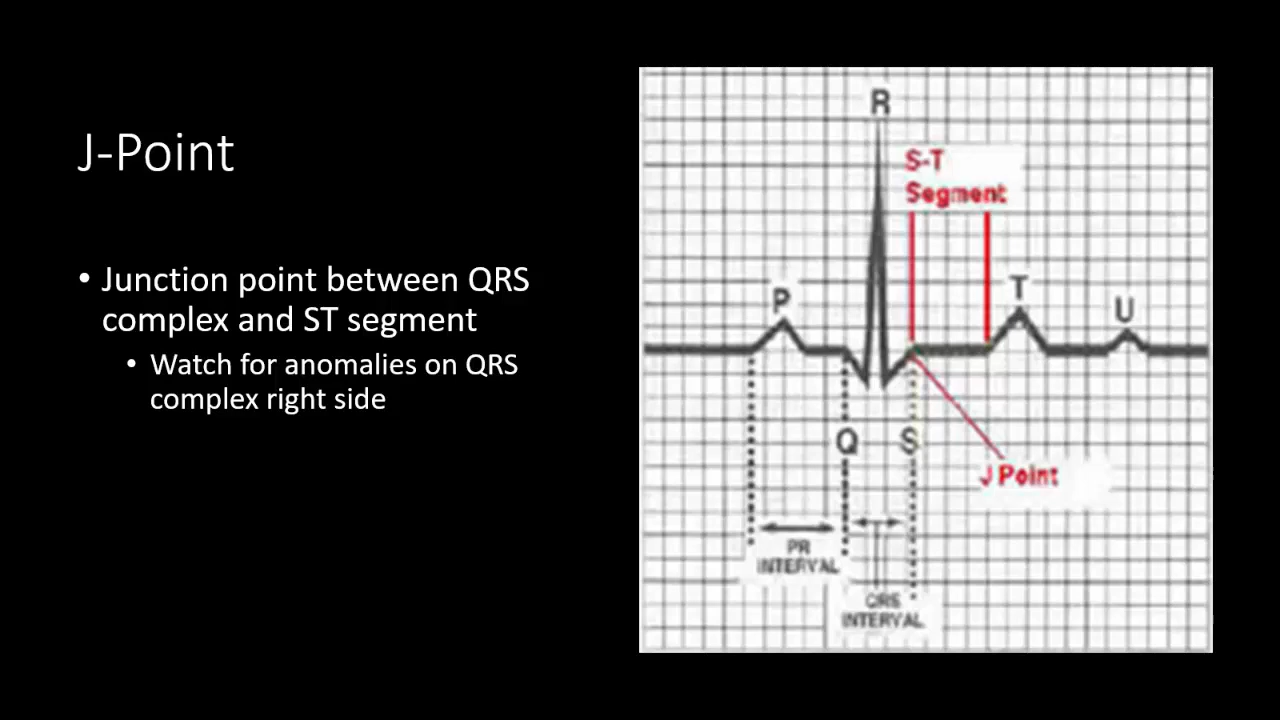 J-Point
• Junction point between QRS
complex and ST segment
• Watch for anomalies on QRS
complex right side
R
S-T
Segment
P
T
U
Q
S
J Point
PR
INTERVAL
QRS
INTERVAL